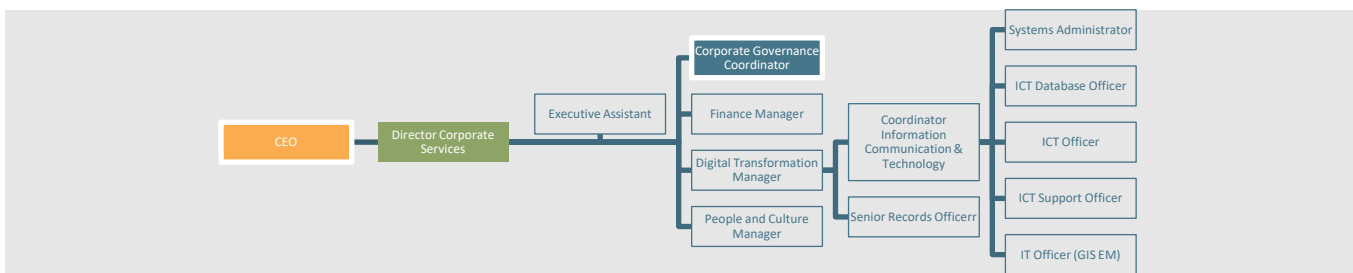 CEO
Director Corporate
Services
Executive Assistant
Corporate Governance
Coordinator
Finance Manager
Digital Transformation
Manager
People and Culture
Manager
Coordinator
Information
Communication &
Technology
Senior Records Officerr
Systems Administrator
ICT Database Officer
ICT Officer
ICT Support Officer
IT Officer (GIS EM)